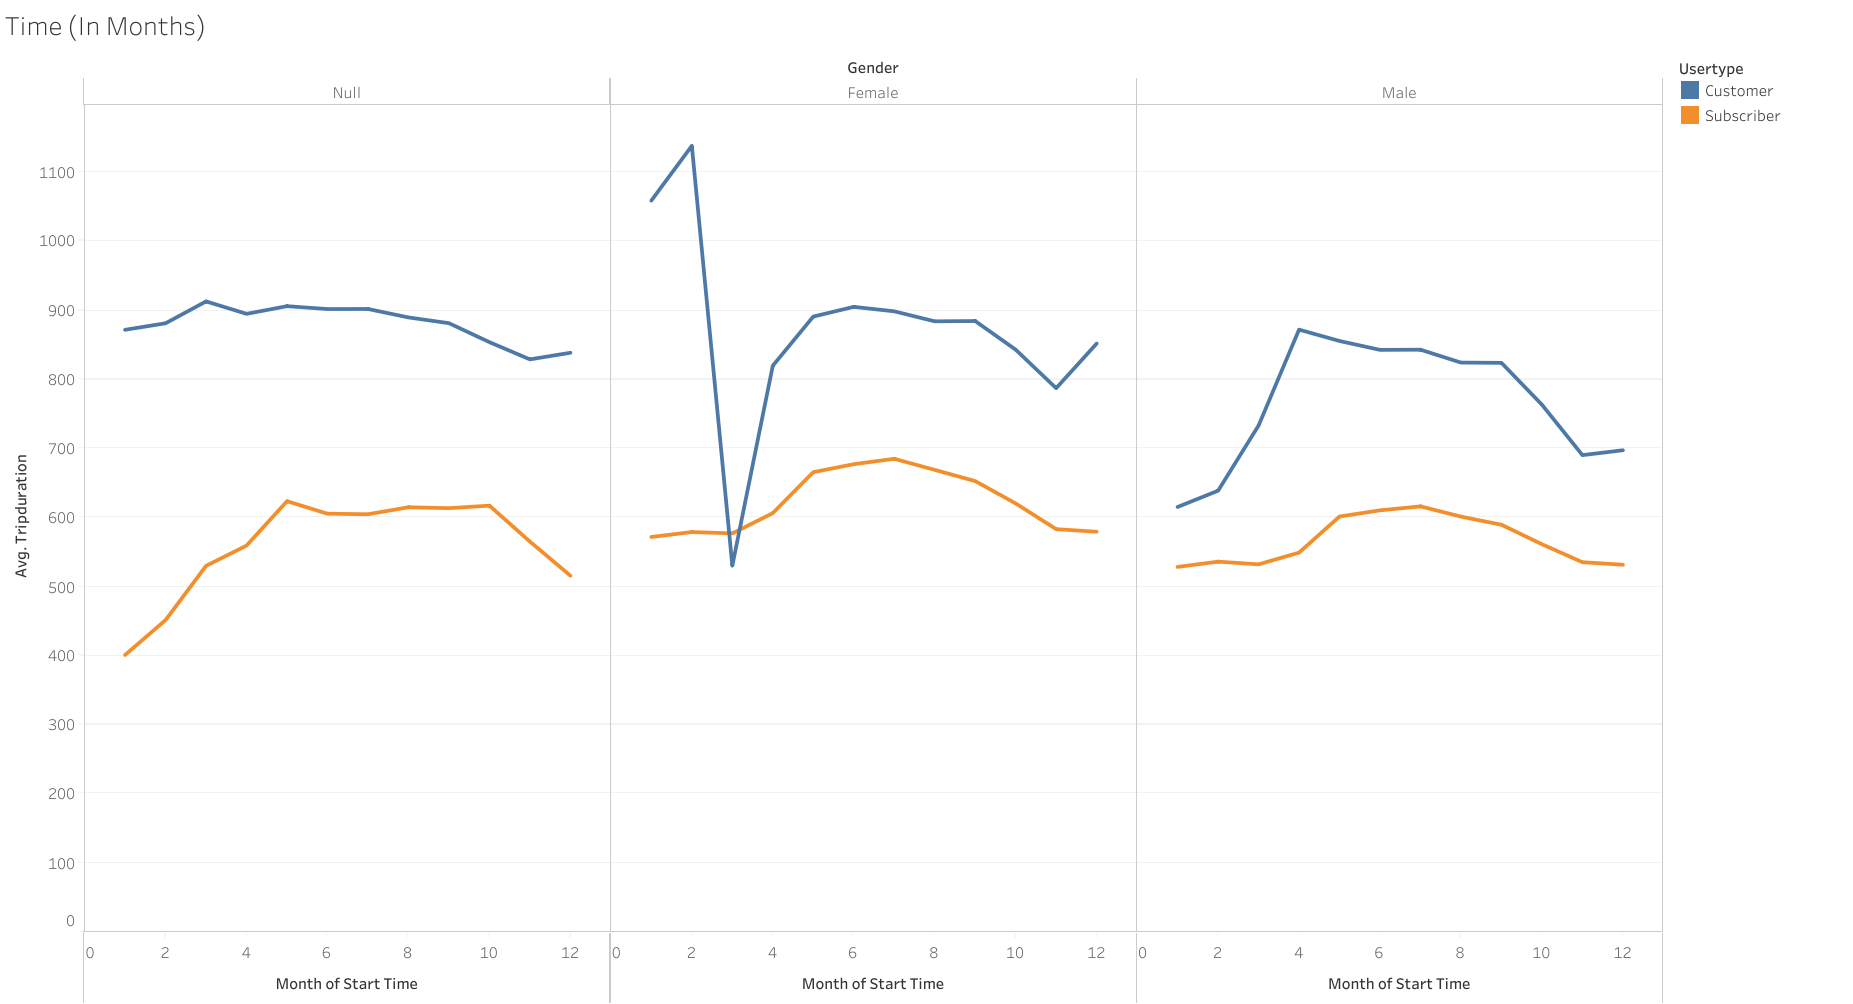 Time (In Months)
Gender
Null Female Male
Usertype
Customer
Subscriber
Avg. Tripduration
1100
1000
900
800
700
600
500
400
300
200
100
0
0 2 4 6 8 10 12 0 2 4 6 8 10 12 0 2 4 6 8 10 12
Month of Start Time Month of Start Time Month of Start Time